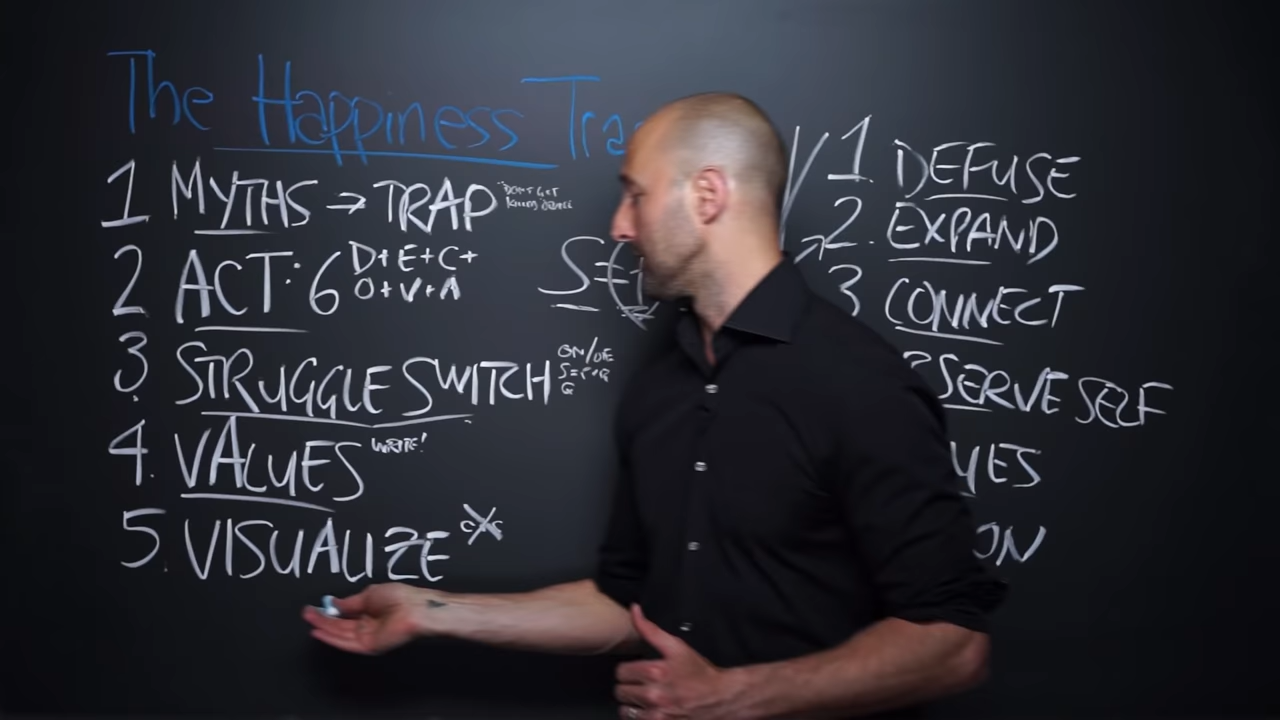 The Happiness Tra
1 MYTHS → TRAP
2 ACT: 6 D+E+C+
O+V+A
3. STRUGGLE SWITCH ON/OFF
4. VALUES WRITE!
5. VISUALIZE
1. DEFUSE
2. EXPAND
3 CONNECT
SERVE SELF
UES
ON